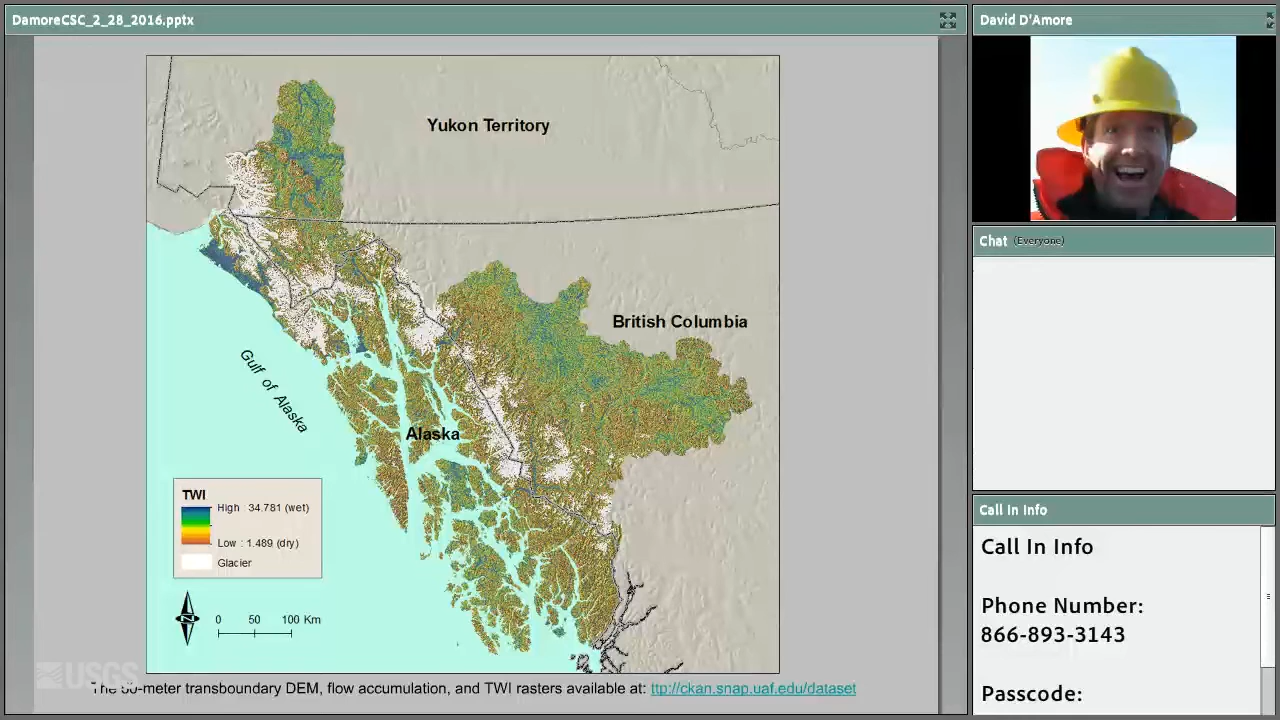 DamoreCSC_2_28_2016.pptx
David D'Amore
Yukon Territory
Chat (Everyone)
British Columbia
Gulf of Alaska
Alaska
TWI
High : 34.781 (wet)
Low : 1.489 (dry)
Glacier
Call In Info
Call In Info
Phone Number:
866-893-3143
Passcode:
N
0 50 100 Km
USGS
The meter transboundary DEM, flow accumulation, and TWI rasters available at: ttp://ckan.snap.uaf.edu/dataset